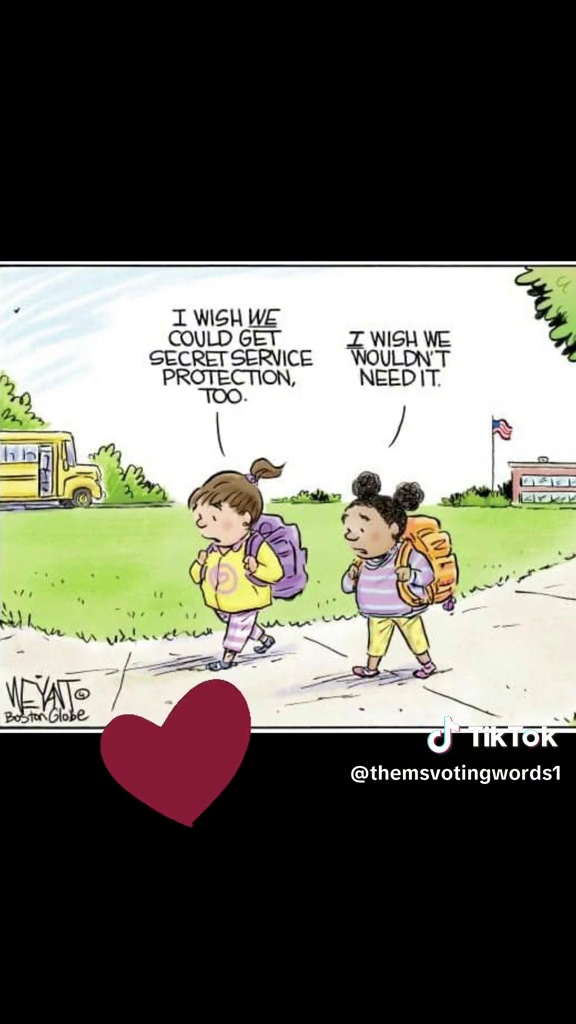 I WISH WE
COULD GET
SECRET SERVICE
PROTECTION,
TOO.
I WISH WE
WOULDN'T
NEED IT.
WEYANT ©
Boston Globe
TikTok
@themsvotingwords1